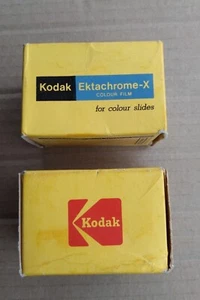 Kodak Ektachrome-X
COLOUR FILM
for colour slides
Kodak